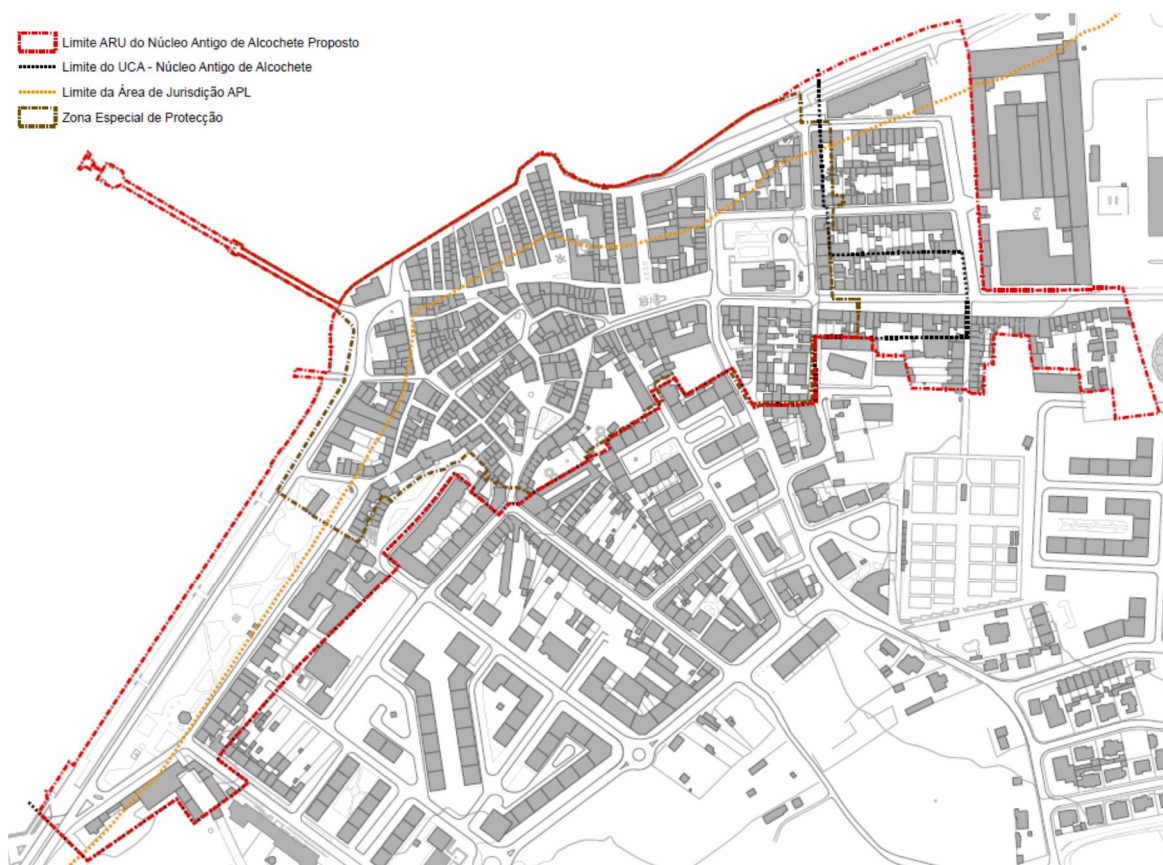 Limite ARU do Núcleo Antigo de Alcochete Proposto
Limite do UCA - Núcleo Antigo de Alcochete
Limite da Área de Jurisdição APL
Zona Especial de Protecção